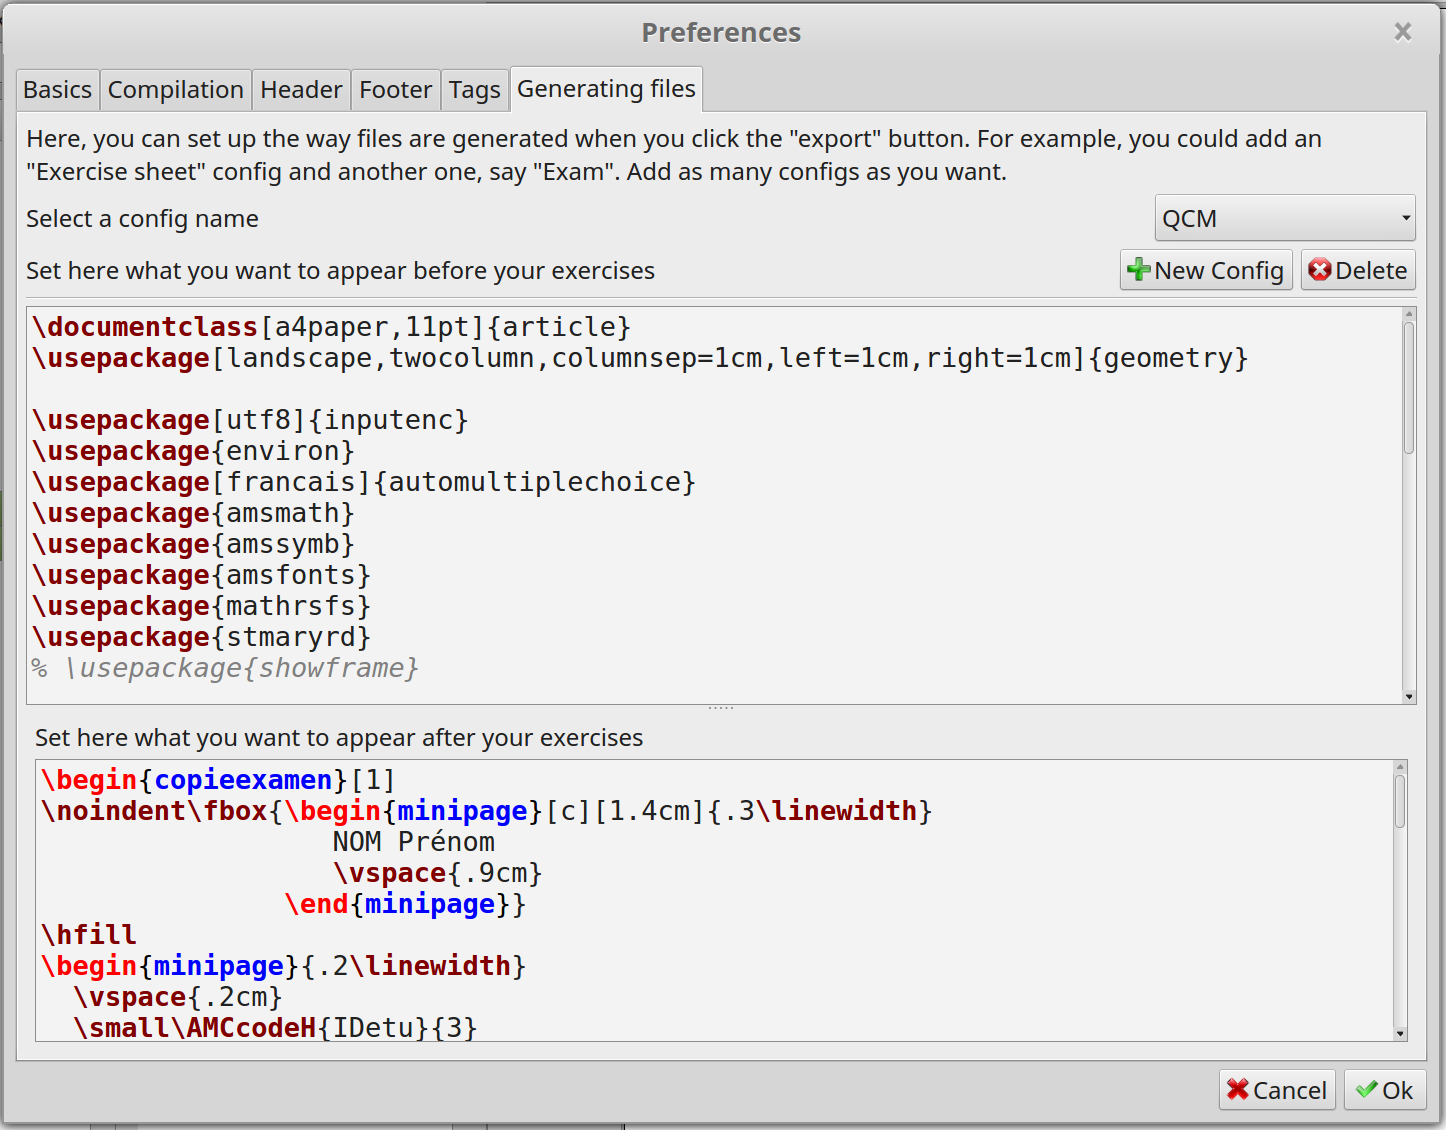 Preferences
Basics Compilation Header Footer Tags Generating files
Here, you can set up the way files are generated when you click the "export" button. For example, you could add an
"Exercise sheet" config and another one, say "Exam". Add as many configs as you want.
Select a config name QCM
Set here what you want to appear before your exercises New Config Delete
\documentclass[a4paper,11pt]{article}
\usepackage[landscape,twocolumn,columnsep=1cm,left=1cm,right=1cm]{geometry}
\usepackage[utf8]{inputenc}
\usepackage{environ}
\usepackage[francais]{automultiplechoice}
\usepackage{amsmath}
\usepackage{amssymb}
\usepackage{amsfonts}
\usepackage{mathrsfs}
\usepackage{stmaryrd}
% \usepackage{showframe}
Set here what you want to appear after your exercises
\begin{copieexamen}[1]
\noindent\fbox{\begin{minipage}[c][1.4cm]{.3\linewidth}
NOM Prénom
\vspace{.9cm}
\end{minipage}}
\hfill
\begin{minipage}{.2\linewidth}
\vspace{.2cm}
\small\AMCcodeH{IDetu}{3}
Cancel Ok